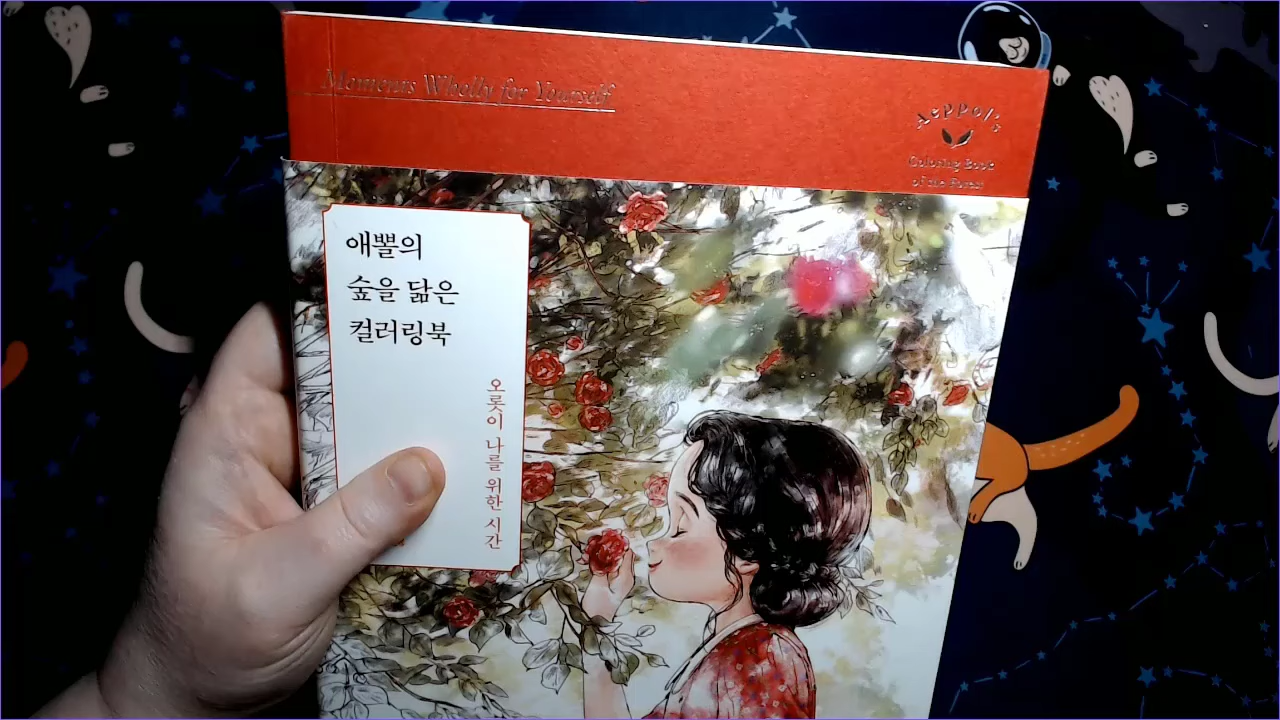 Moments Wholly for Yourself
Aeppol's
Coloring Book
of the Forest
애뽈의
숲을 닮은
컬러링북
오롯이 나를 위한 시간